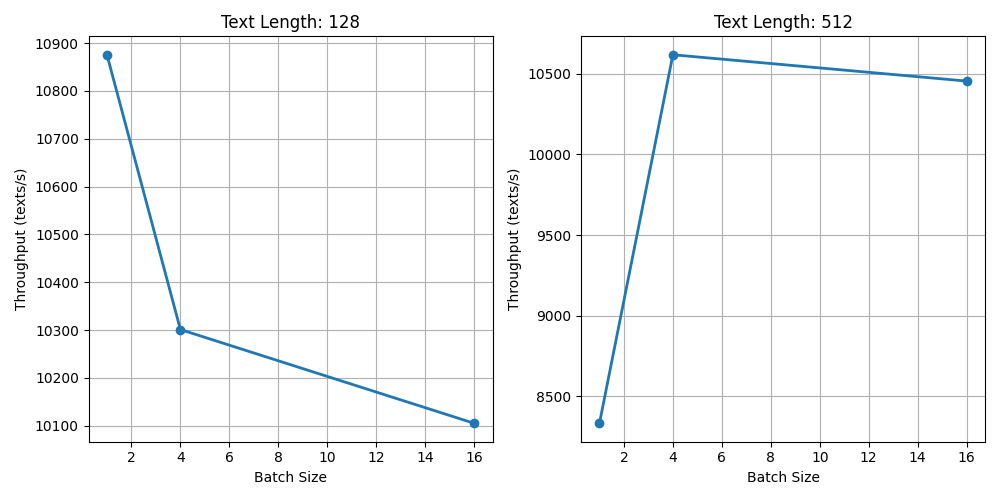 Text Length: 128
Throughput (texts/s)
10900
10800
10700
10600
10500
10400
10300
10200
10100
2 4 6 8 10 12 14 16
Batch Size
Text Length: 512
Throughput (texts/s)
10500
10000
9500
9000
8500
2 4 6 8 10 12 14 16
Batch Size